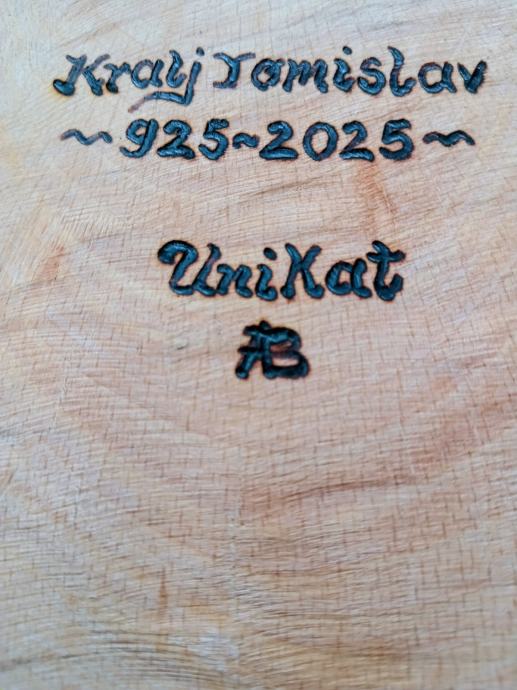 Kralj Tomislav
~925~2025~
UniKat
AB